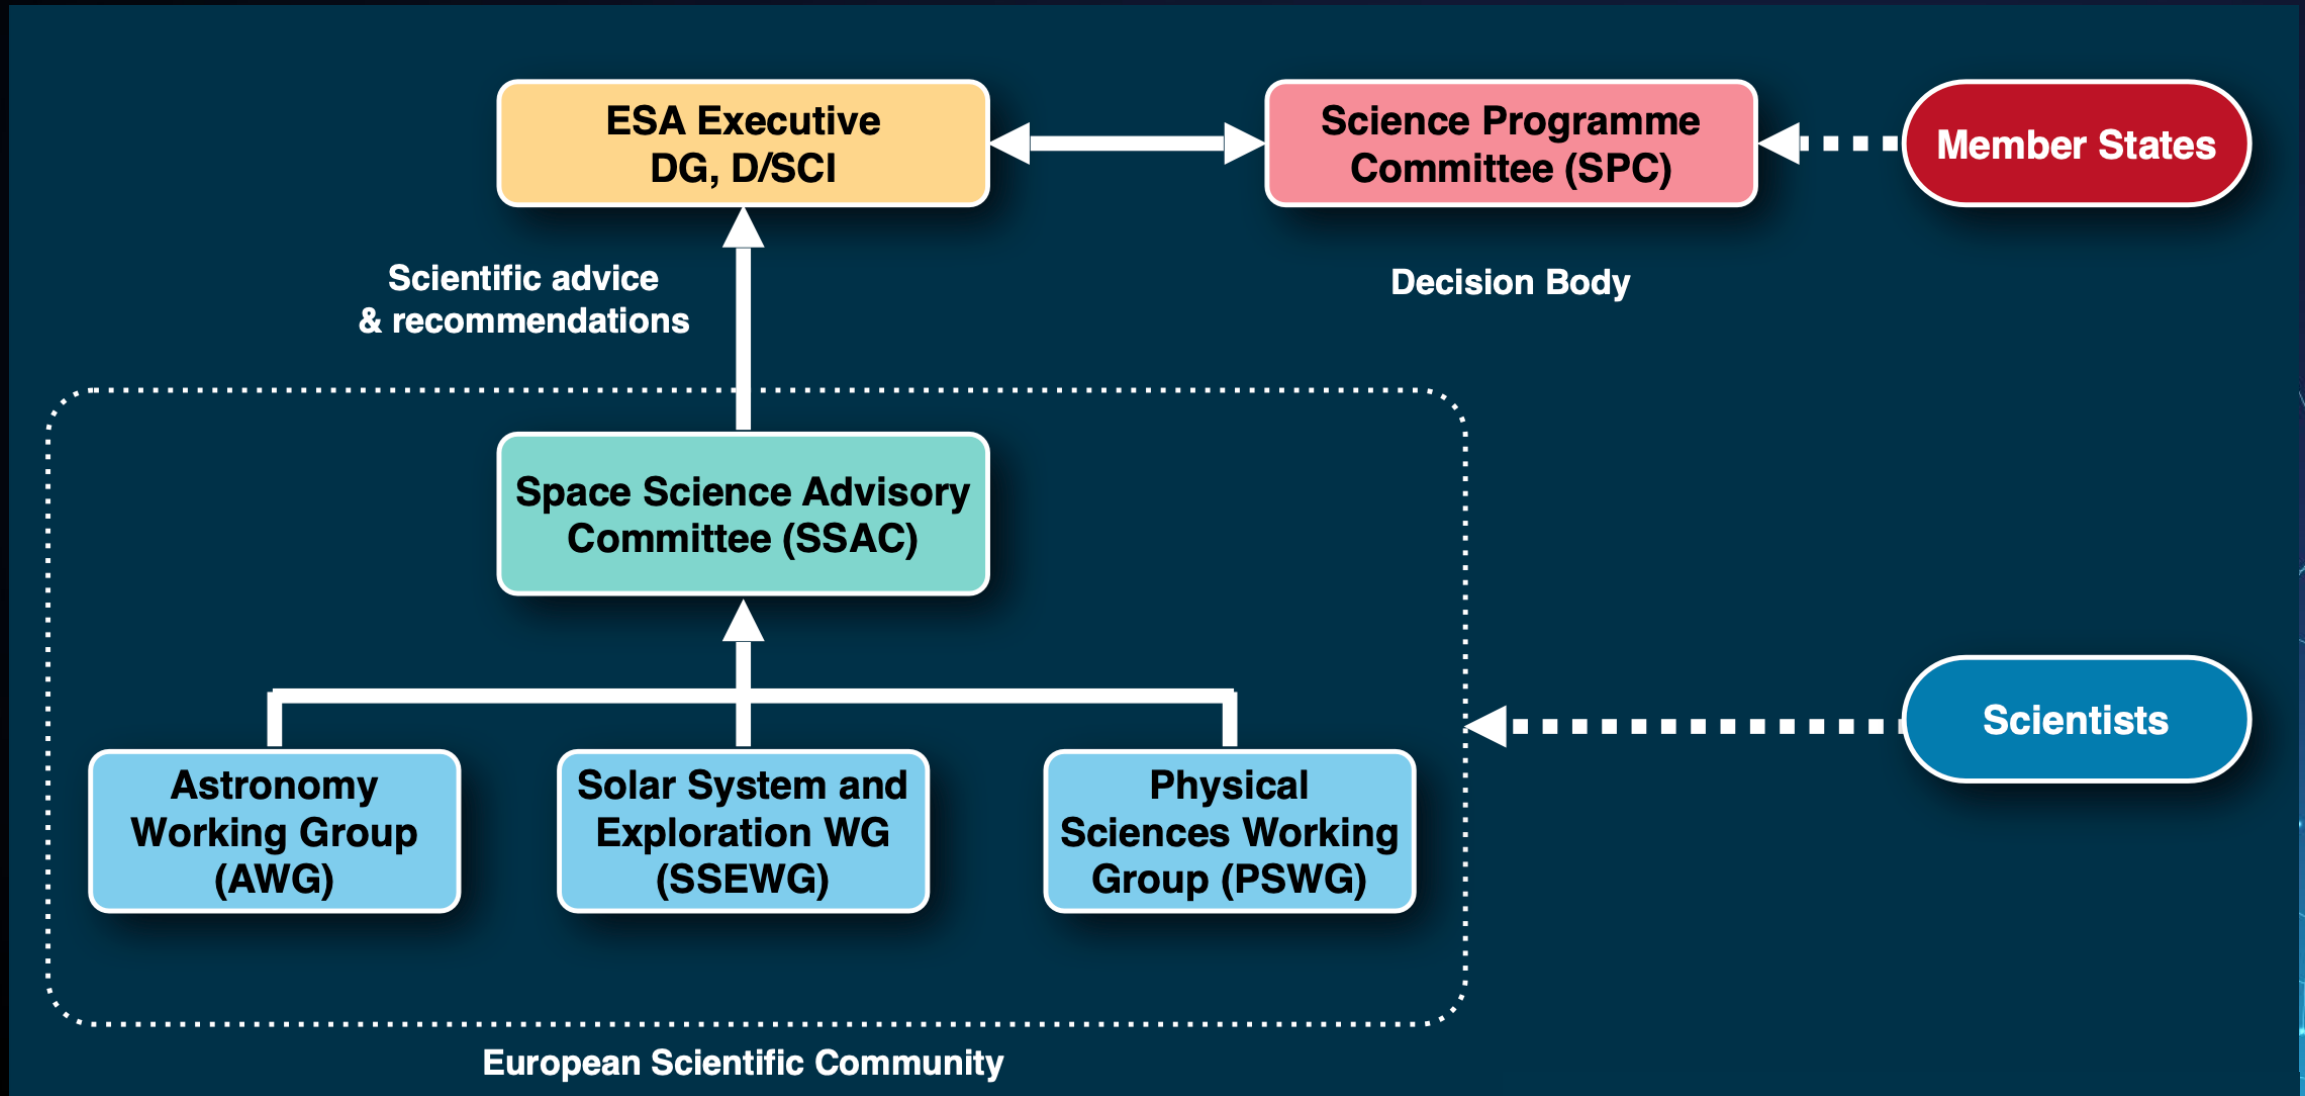 ESA Executive
DG, D/SCI
Science Programme
Committee (SPC)
Member States
Scientific advice
& recommendations
Decision Body
Space Science Advisory
Committee (SSAC)
Astronomy
Working Group
(AWG)
Solar System and
Exploration WG
(SSEWG)
Physical
Sciences Working
Group (PSWG)
Scientists
European Scientific Community